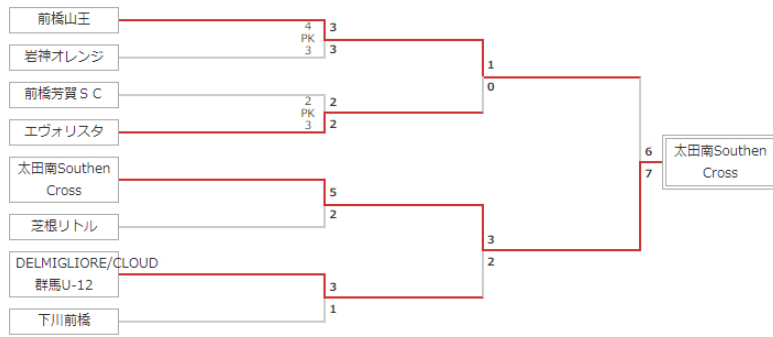 前橋山王
4
PK
3
3
3
岩神オレンジ
前橋芳賀ＳＣ
2
PK
3
2
2
エヴォリスタ
1
0
太田南Southen
Cross
5
2
芝根リトル
DELMIGLIORE/CLOUD
群馬U-12
3
1
下川前橋
3
2
6
7
太田南Southen
Cross